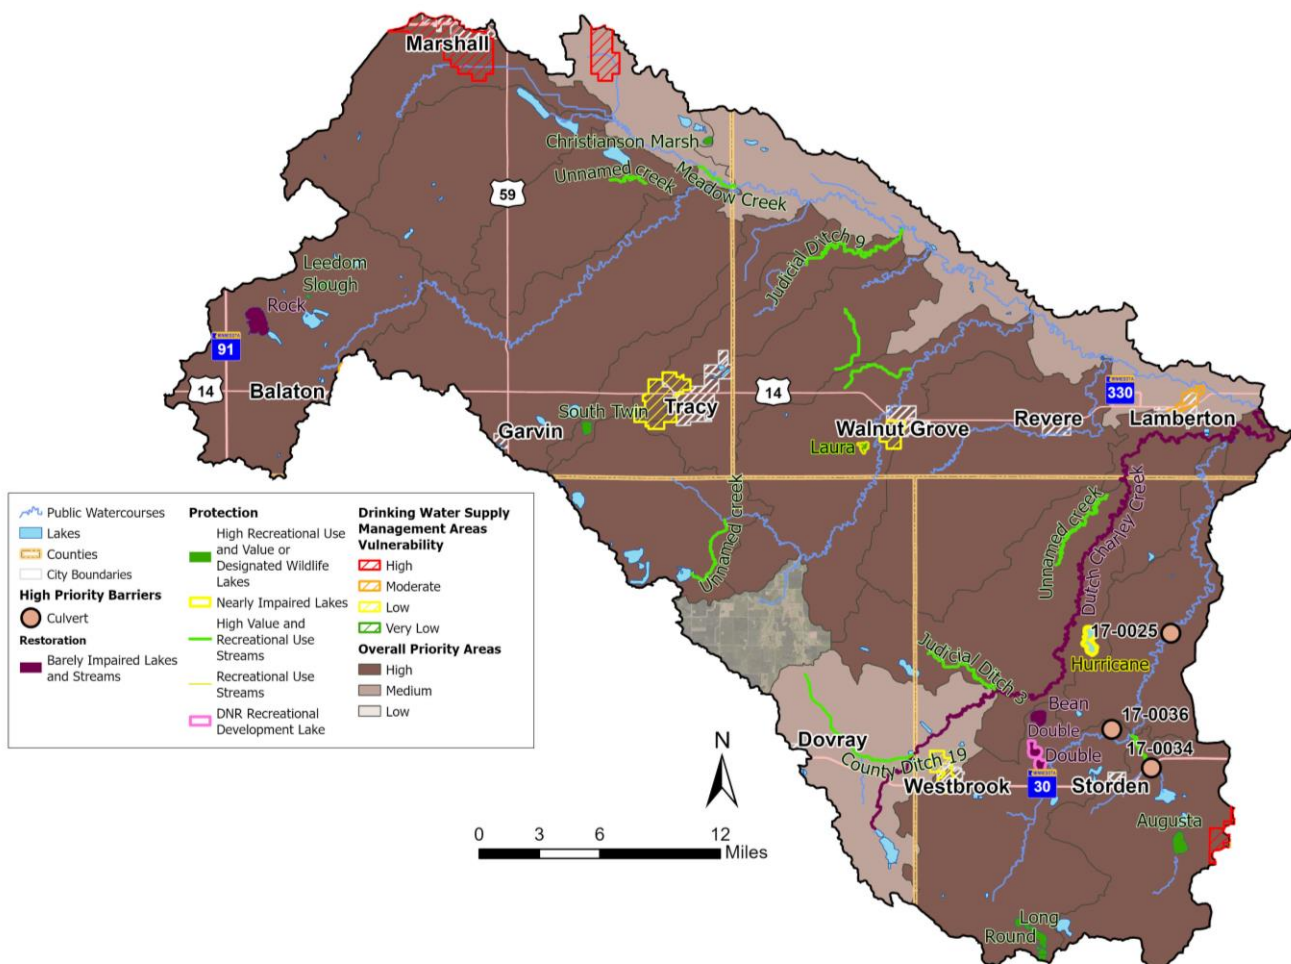 Marshall
Christianson Marsh
Unnamed creek
Meadow Creek
59
Judicial Ditch 9
Leedom
Slough
Rock
MINNESOTA
91
14
Balaton
South Twin
Tracy
14
Garvin
Laura
Walnut Grove
Revere
MINNESOTA
330
Lamberton
Unnamed creek
Unnamed creek
Dutch Charley Creek
17-0025
Hurricane
Judicial Ditch 3
Bean
17-0036
Double
Double
17-0034
Dovray
County Ditch 19
Westbrook
MINNESOTA
30
Storden
Augusta
Long
Round
Public Watercourses
Lakes
Counties
City Boundaries
High Priority Barriers
Culvert
Restoration
Barely Impaired Lakes
and Streams
Protection
High Recreational Use
and Value or
Designated Wildlife
Lakes
Nearly Impaired Lakes
High Value and
Recreational Use
Streams
Recreational Use
Streams
DNR Recreational
Development Lake
Drinking Water Supply
Management Areas
Vulnerability
High
Moderate
Low
Very Low
Overall Priority Areas
High
Medium
Low
N
0 3 6 12
Miles